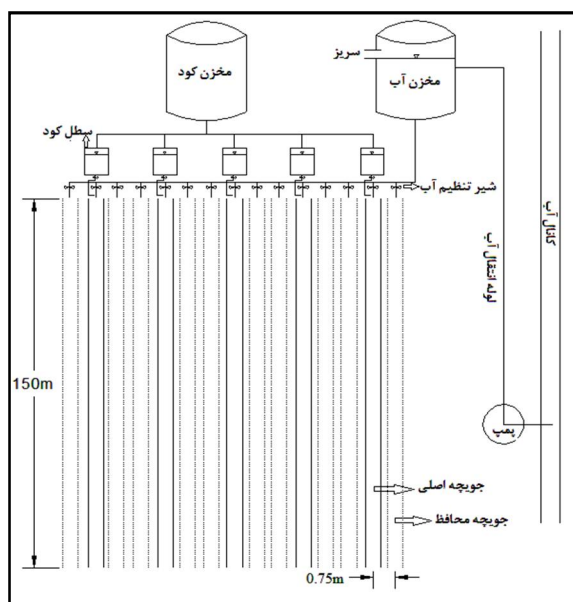 مخزن کود
سریز
مخزن آب
سطل کود
شیر تنظیم آب
کانال آب
لوله انتقال آب
150m
پمپ
جویچه اصلی
جویچه محافظ
0.75m